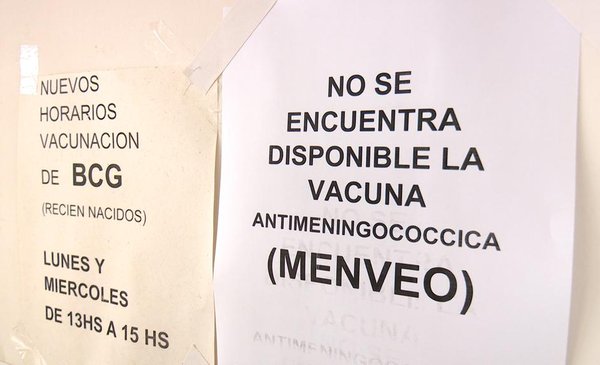 NUEVOS
HORARIOS
VACUNACION
DE BCG
(RECIEN NACIDOS)
LUNES Y
MIERCOLES
DE 13HS A 15 HS
NO SE
ENCUENTRA
DISPONIBLE LA
VACUNA
ANTIMENINGOCOCCICA
(MENVEO)